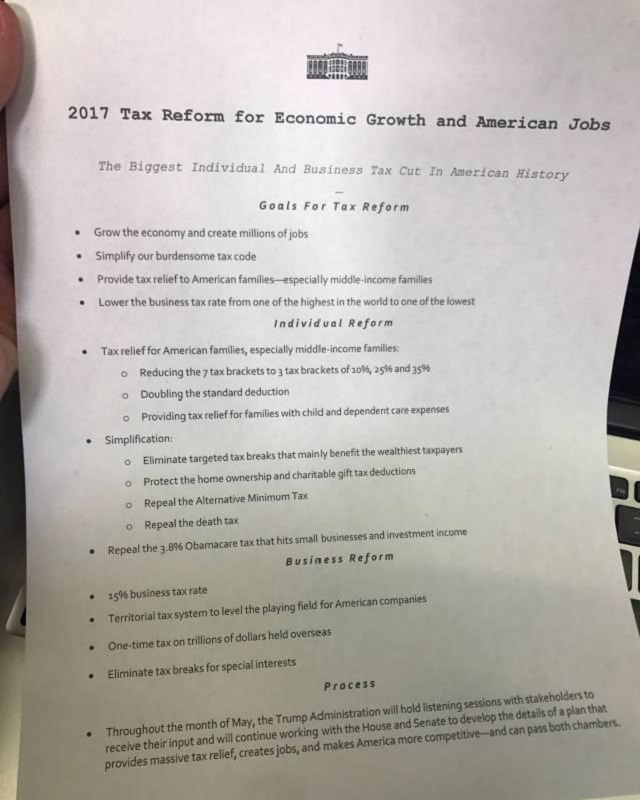 2017 Tax Reform for Economic Growth and American Jobs
The Biggest Individual And Business Tax Cut In American History
Goals For Tax Reform
• Grow the economy and create millions of jobs
• Simplify our burdensome tax code
• Provide tax relief to American families—especially middle-income families
• Lower the business tax rate from one of the highest in the world to one of the lowest
Individual Reform
• Tax relief for American families, especially middle-income families:
o Reducing the 7 tax brackets to 3 tax brackets of 10%, 25% and 35%
o Doubling the standard deduction
o Providing tax relief for families with child and dependent care expenses
• Simplification:
o Eliminate targeted tax breaks that mainly benefit the wealthiest taxpayers
o Protect the home ownership and charitable gift tax deductions
o Repeal the Alternative Minimum Tax
o Repeal the death tax
• Repeal the 3.8% Obamacare tax that hits small businesses and investment income
Business Reform
• 15% business tax rate
• Territorial tax system to level the playing field for American companies
• One-time tax on trillions of dollars held overseas
• Eliminate tax breaks for special interests
Process
• Throughout the month of May, the Trump Administration will hold listening sessions with stakeholders to
receive their input and will continue working with the House and Senate to develop the details of a plan that
provides massive tax relief, creates jobs, and makes America more competitive—and can pass both chambers.